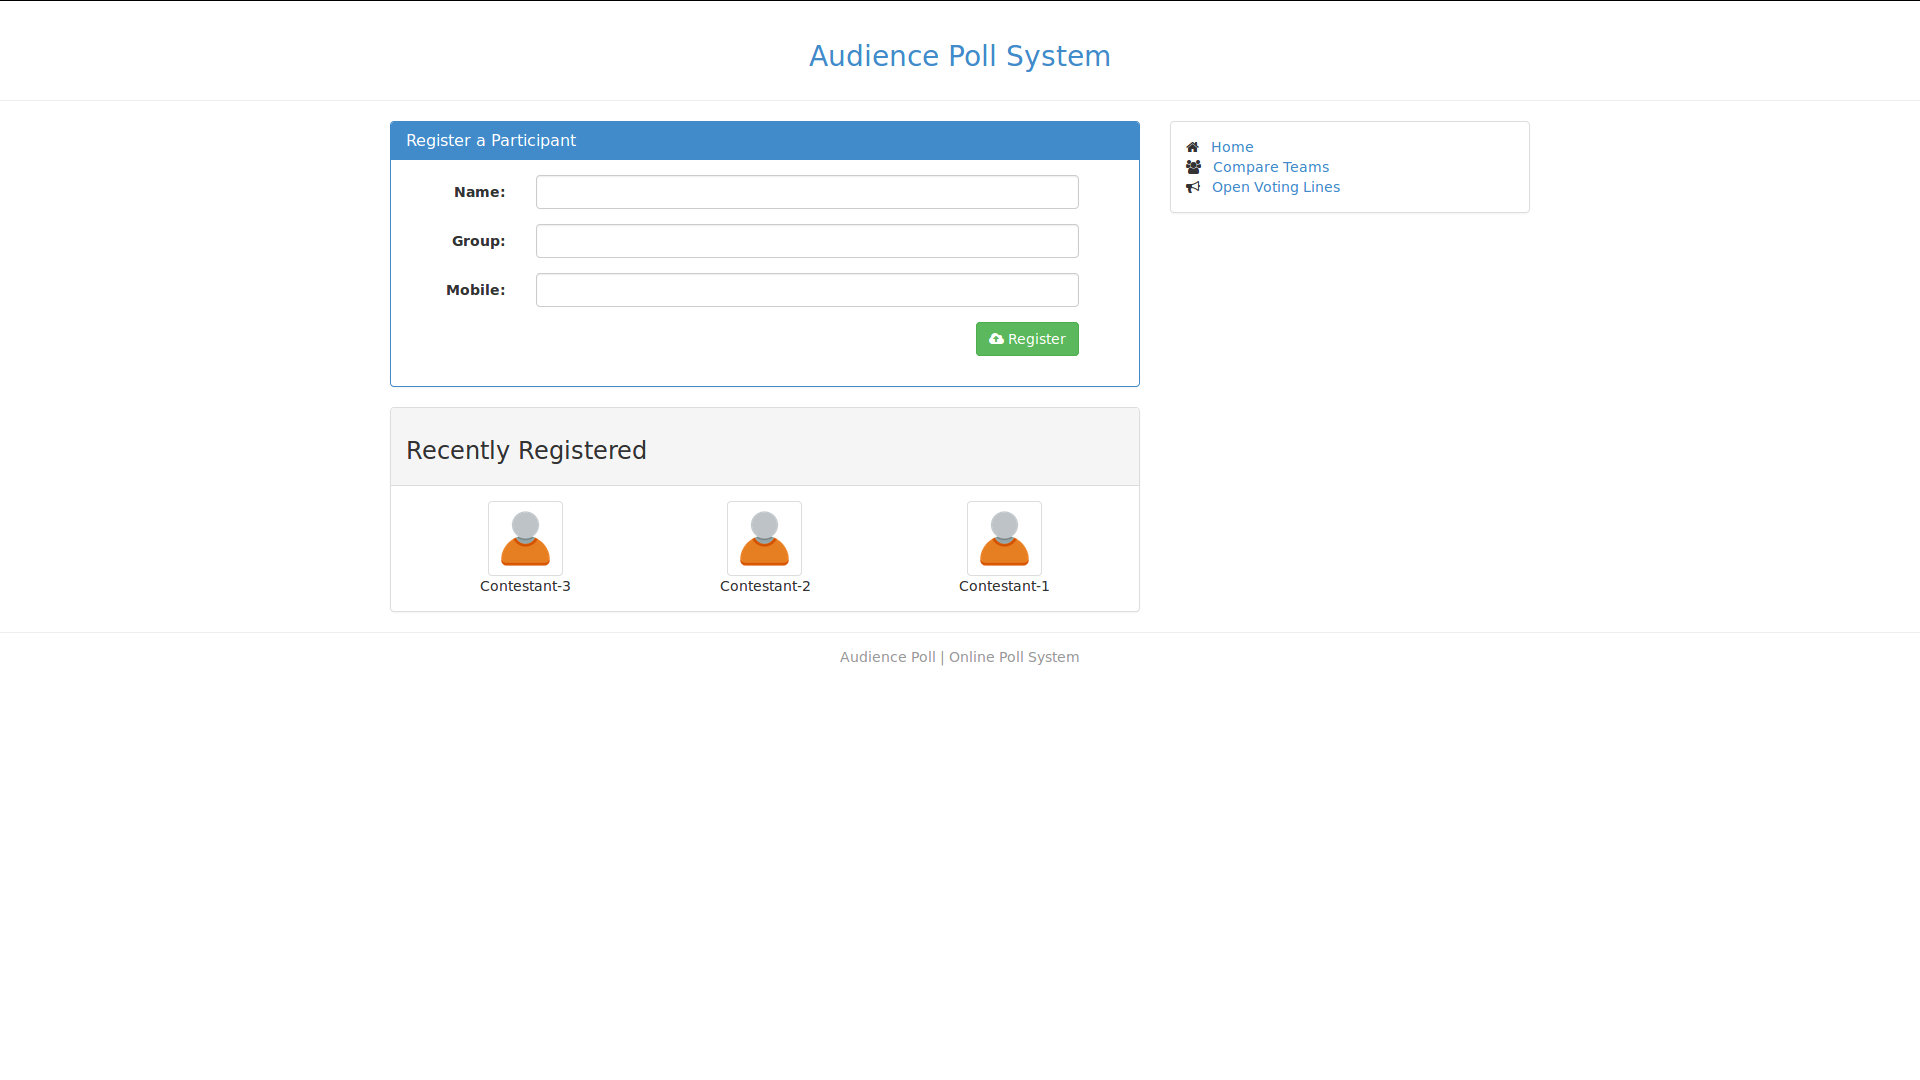 Audience Poll System
Register a Participant
Name:
Group:
Mobile:
Register
Home
Compare Teams
Open Voting Lines
Recently Registered
Contestant-3
Contestant-2
Contestant-1
Audience Poll | Online Poll System